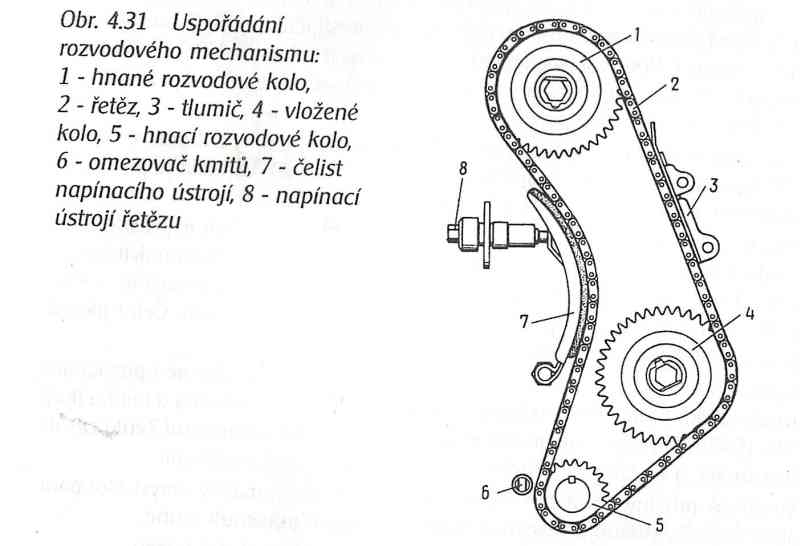 Obr. 4.31 Uspořádání
rozvodového mechanismu:
1 - hnané rozvodové kolo,
2 - řetěz, 3 - tlumič, 4 - vložené
kolo, 5 - hnací rozvodové kolo,
6 - omezovač kmitů, 7 - čelist
napínacího ústrojí, 8 - napínací
ústrojí řetězu
1
2
8
3
7
4
6
5